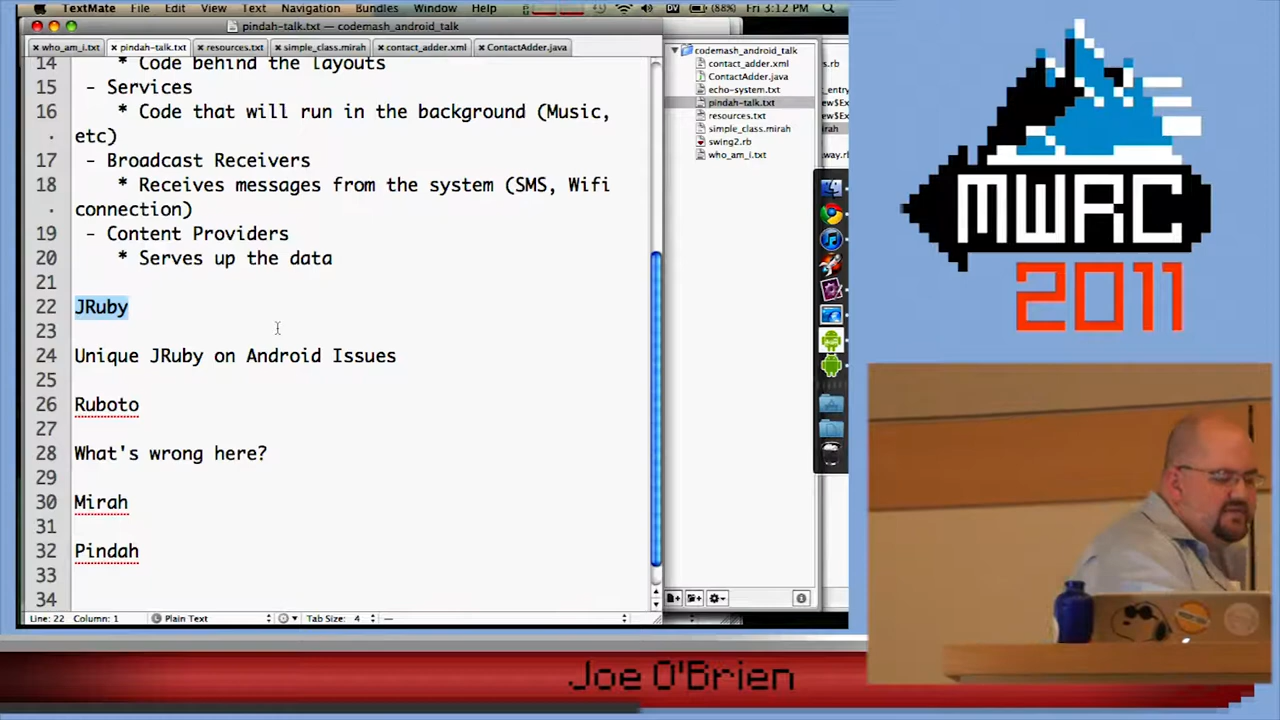 TextMate File Edit View Text Navigation Bundles Window Help (88%) Fri 3:12 PM
pindah-talk.txt — codemash_android_talk
who_am_i.txt pindah-talk.txt resources.txt simple_class.mirah contact_adder.xml ContactAdder.java
14 * Code behind the layouts
15 - Services
16 * Code that will run in the background (Music,
etc)
17 - Broadcast Receivers
18 * Receives messages from the system (SMS, Wifi
connection)
19 - Content Providers
20 * Serves up the data
21
22 JRuby
23
24 Unique JRuby on Android Issues
25
26 Ruboto
27
28 What's wrong here?
29
30 Mirah
31
32 Pindah
33
34
Line: 22 Column: 1 Plain Text Tab Size: 4 —
codemash_android_talk
contact_adder.xml
ContactAdder.java
echo-system.txt
pindah-talk.txt
resources.txt
simple_class.mirah
swing2.rb
who_am_i.txt
MWRC
2011
Joe O'Brien